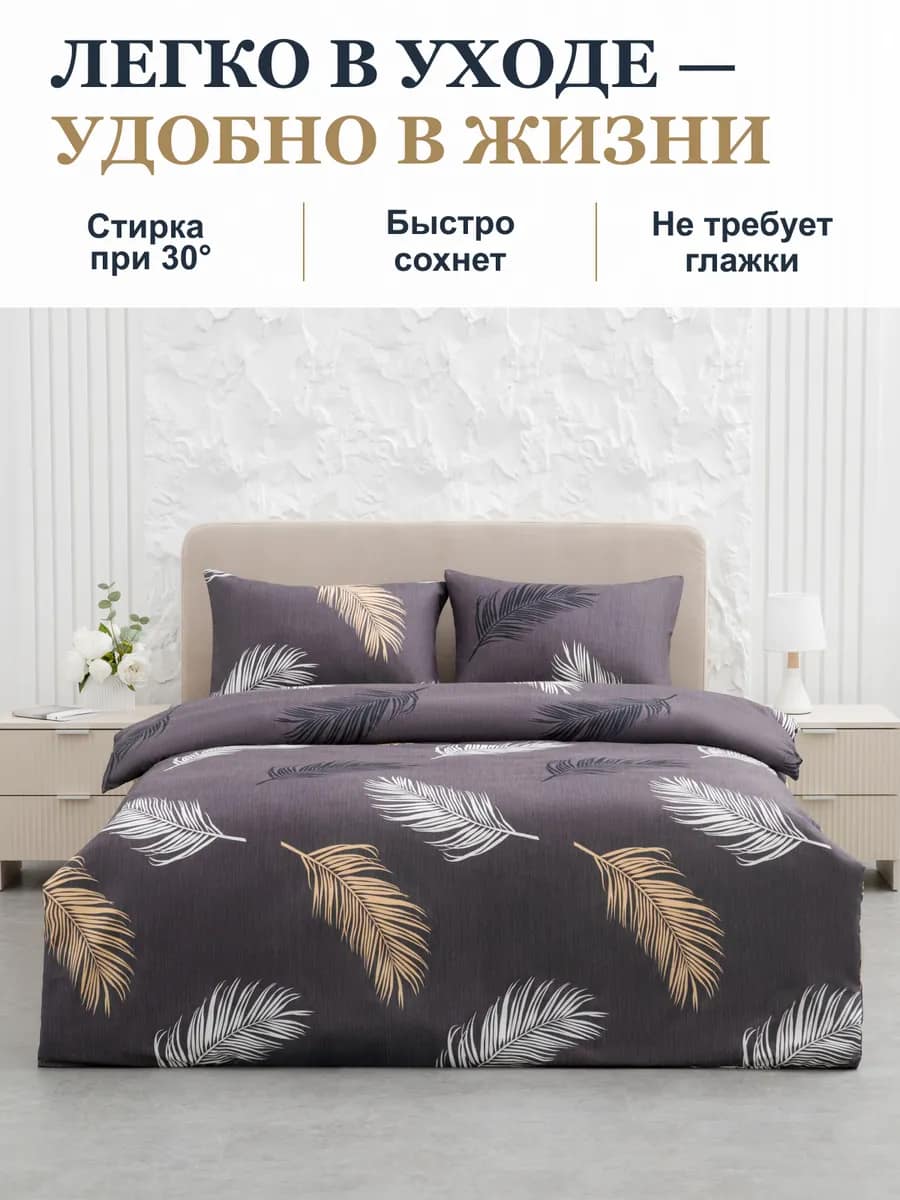 ЛЕГКО В УХОДЕ —
УДОБНО В ЖИЗНИ
Стирка
при 30°
Быстро
сохнет
Не требует
глажки